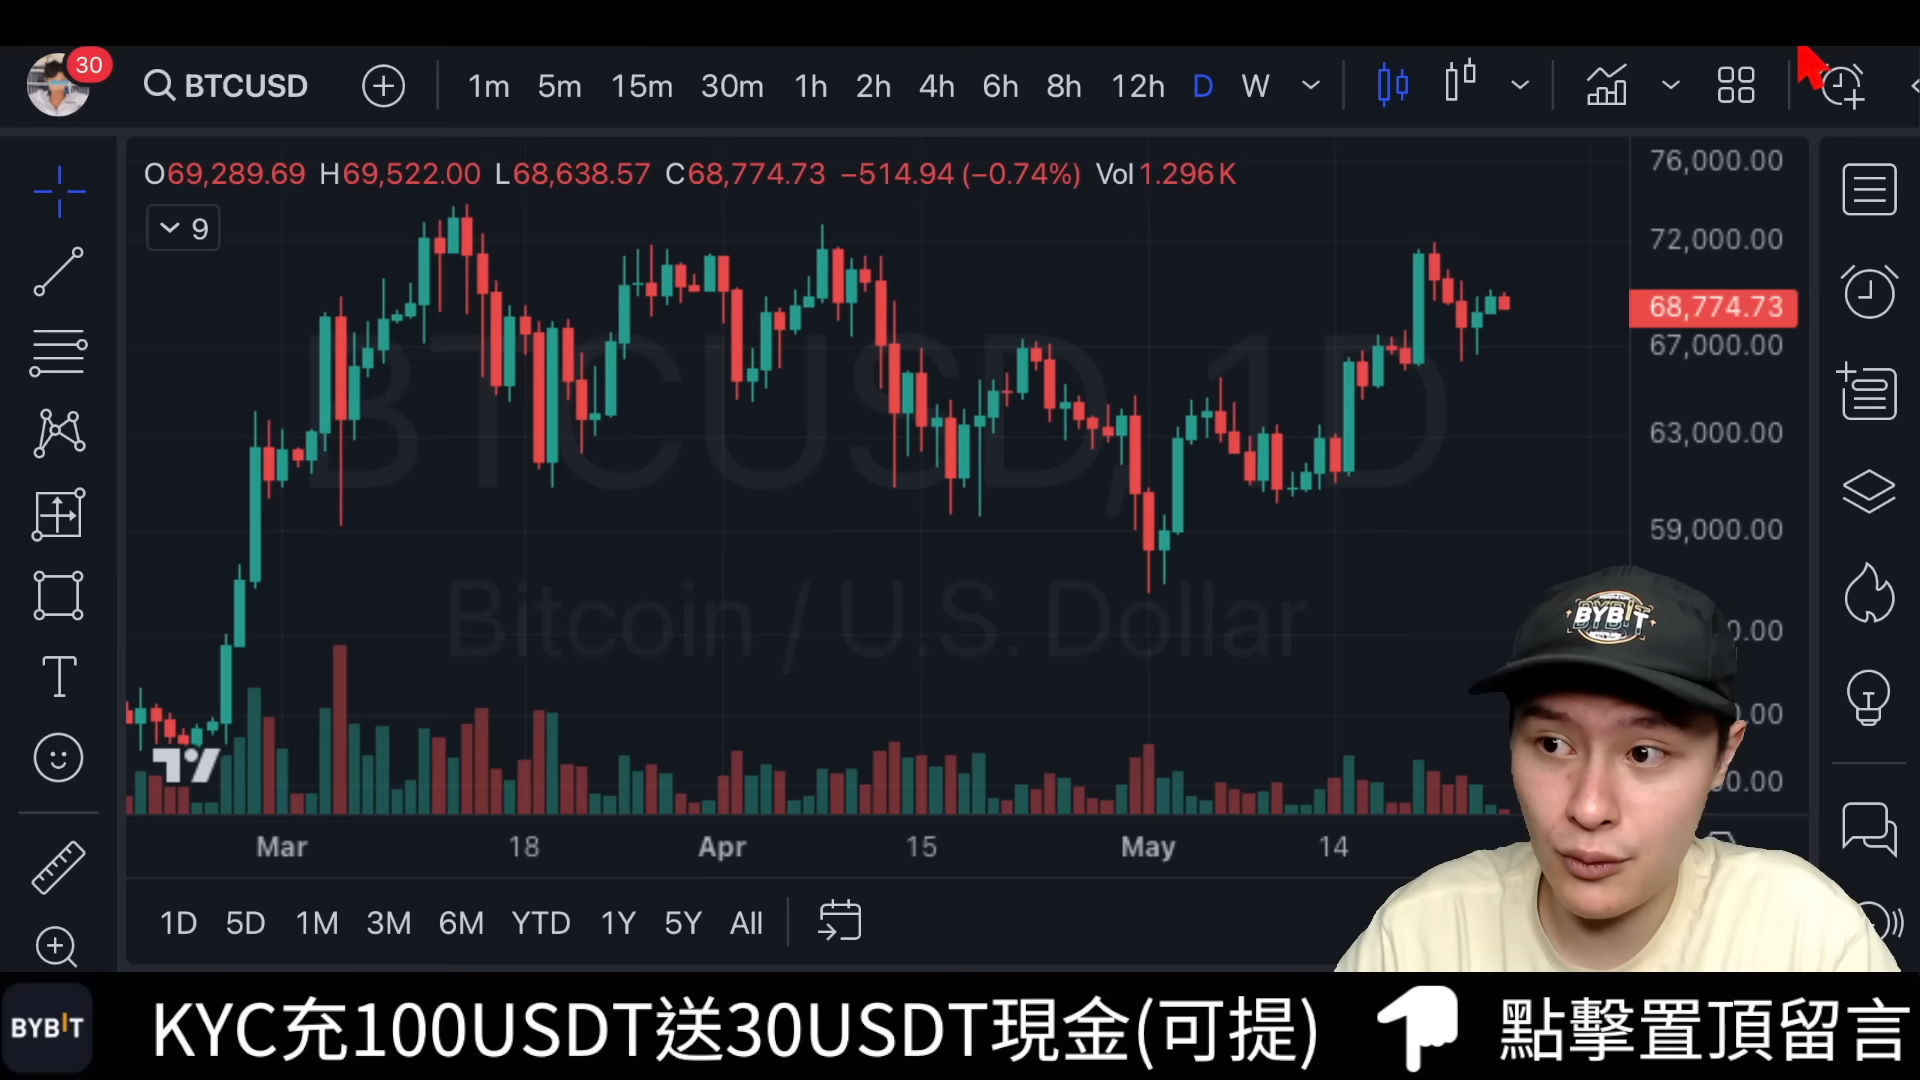 30
BTCUSD
1m 5m 15m 30m 1h 2h 4h 6h 8h 12h D W
O69,289.69 H69,522.00 L68,638.57 C68,774.73 −514.94 (−0.74%) Vol1.296K
9
76,000.00
72,000.00
68,774.73
67,000.00
63,000.00
59,000.00
BTCUSD, 1D
Bitcoin / U.S. Dollar
BYBIT
Mar 18 Apr 15 May 14
1D 5D 1M 3M 6M YTD 1Y 5Y All
BYBIT
KYC充100USDT送30USDT現金(可提)
點擊置頂留言